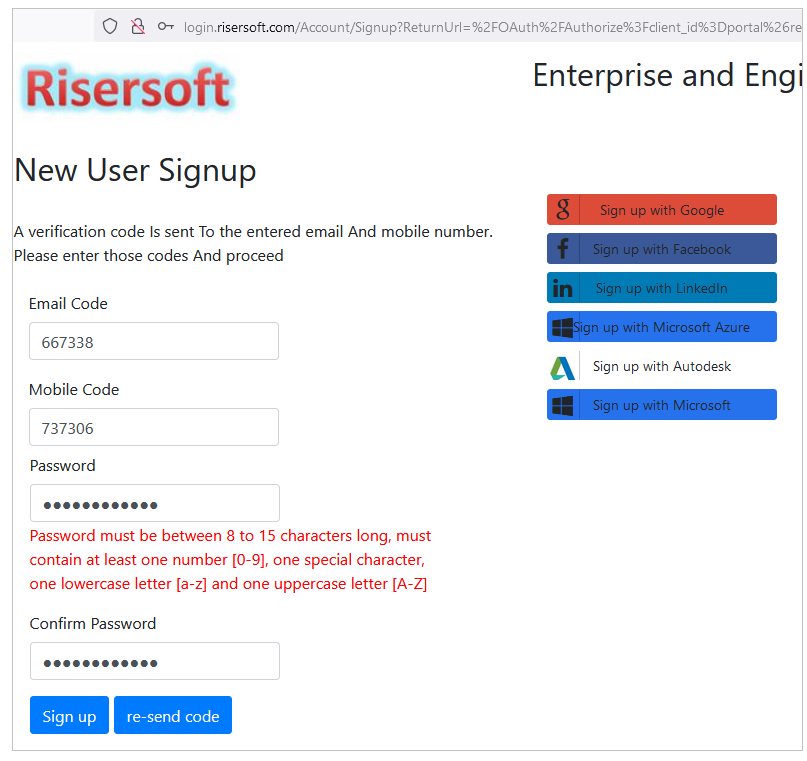 login.risersoft.com/Account/Signup?ReturnUrl=%2FOAuth%2FAuthorize%3Fclient_id%3Dportal%26re
Risersoft
Enterprise and Engi
New User Signup
A verification code Is sent To the entered email And mobile number.
Please enter those codes And proceed
Email Code
667338
Mobile Code
737306
Password
●●●●●●●●●●●●
Password must be between 8 to 15 characters long, must
contain at least one number [0-9], one special character,
one lowercase letter [a-z] and one uppercase letter [A-Z]
Confirm Password
●●●●●●●●●●●●
Sign up
re-send code
Sign up with Google
Sign up with Facebook
Sign up with LinkedIn
Sign up with Microsoft Azure
Sign up with Autodesk
Sign up with Microsoft